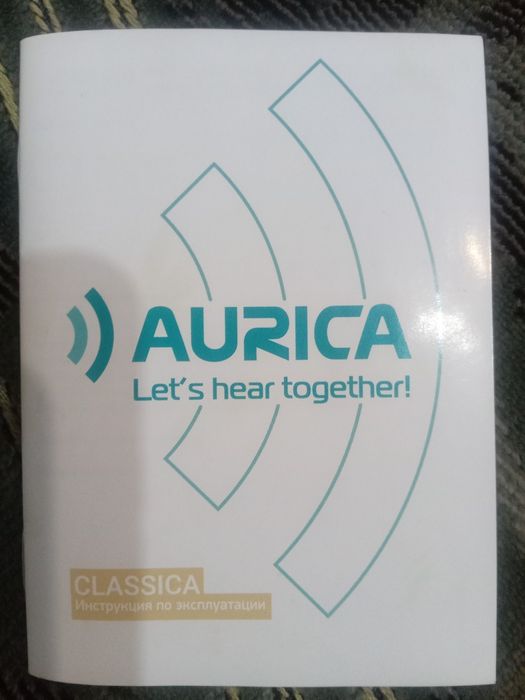 AURICA
Let's hear together!
CLASSICA
Инструкция по эксплуатации